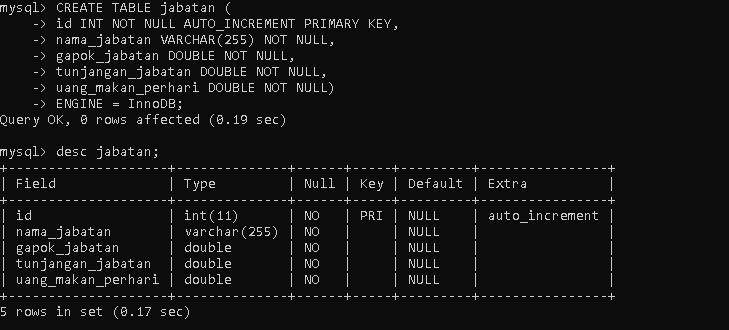 mysql> CREATE TABLE jabatan (
    -> id INT NOT NULL AUTO_INCREMENT PRIMARY KEY,
    -> nama_jabatan VARCHAR(255) NOT NULL,
    -> gapok_jabatan DOUBLE NOT NULL,
    -> tunjangan_jabatan DOUBLE NOT NULL,
    -> uang_makan_perhari DOUBLE NOT NULL)
    -> ENGINE = InnoDB;
Query OK, 0 rows affected (0.19 sec)

mysql> desc jabatan;
+--------------------+--------------+------+-----+---------+----------------+
| Field              | Type         | Null | Key | Default | Extra          |
+--------------------+--------------+------+-----+---------+----------------+
| id                 | int(11)      | NO   | PRI | NULL    | auto_increment |
| nama_jabatan       | varchar(255) | NO   |     | NULL    |                |
| gapok_jabatan      | double       | NO   |     | NULL    |                |
| tunjangan_jabatan  | double       | NO   |     | NULL    |                |
| uang_makan_perhari | double       | NO   |     | NULL    |                |
+--------------------+--------------+------+-----+---------+----------------+
5 rows in set (0.17 sec)